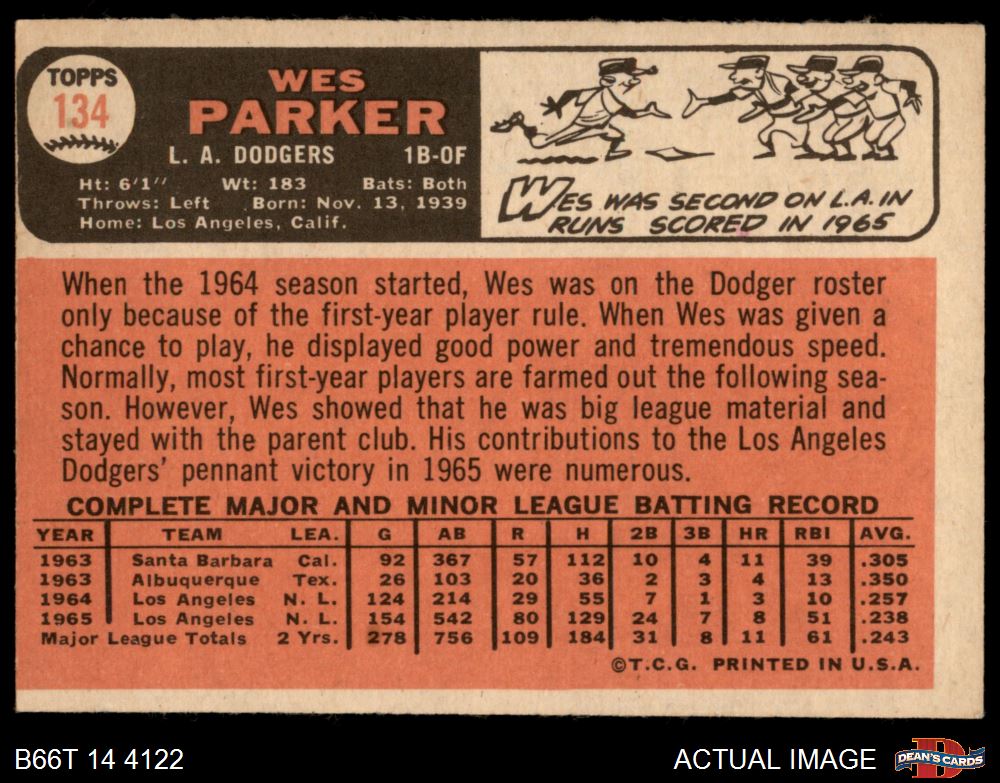 TOPPS
134
WES
PARKER
L. A. DODGERS 1B-OF
Ht: 6'1" Wt: 183 Bats: Both
Throws: Left Born: Nov. 13, 1939
Home: Los Angeles, Calif.
WES WAS SECOND ON L.A. IN
RUNS SCORED IN 1965
When the 1964 season started, Wes was on the Dodger roster
only because of the first-year player rule. When Wes was given a
chance to play, he displayed good power and tremendous speed.
Normally, most first-year players are farmed out the following sea-
son. However, Wes showed that he was big league material and
stayed with the parent club. His contributions to the Los Angeles
Dodgers' pennant victory in 1965 were numerous.
COMPLETE MAJOR AND MINOR LEAGUE BATTING RECORD
YEAR TEAM LEA. G AB R H 2B 3B HR RBI AVG.
1963 Santa Barbara Cal. 92 367 57 112 10 4 11 39 .305
1963 Albuquerque Tex. 26 103 20 36 2 3 4 13 .350
1964 Los Angeles N. L. 124 214 29 55 7 1 3 10 .257
1965 Los Angeles N. L. 154 542 80 129 24 7 8 51 .238
Major League Totals 2 Yrs. 278 756 109 184 31 8 11 61 .243
©T.C.G. PRINTED IN U.S.A.
B66T 14 4122
ACTUAL IMAGE
D
DEAN'S CARDS